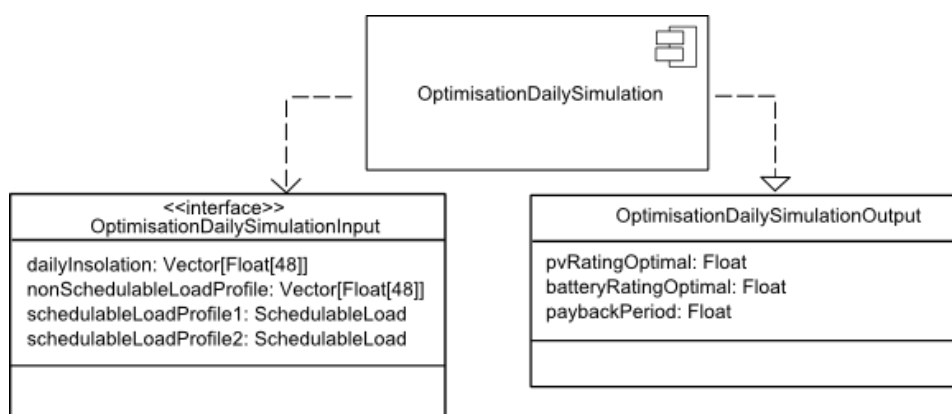 OptimisationDailySimulation
<<interface>>
OptimisationDailySimulationInput
dailyInsolation: Vector[Float[48]]
nonSchedulableLoadProfile: Vector[Float[48]]
schedulableLoadProfile1: SchedulableLoad
schedulableLoadProfile2: SchedulableLoad
OptimisationDailySimulationOutput
pvRatingOptimal: Float
batteryRatingOptimal: Float
paybackPeriod: Float